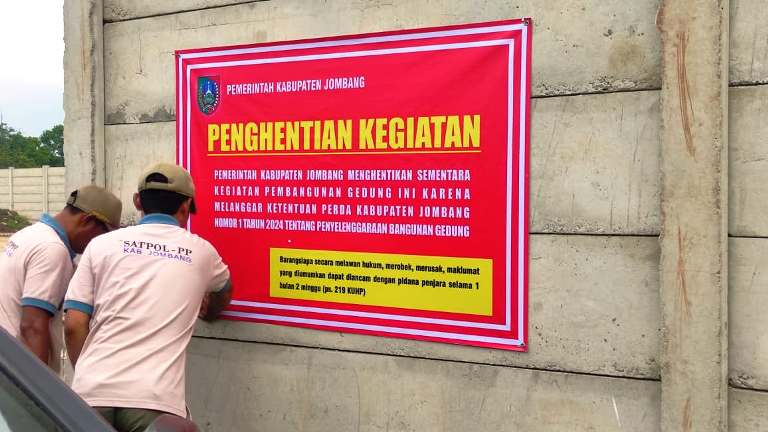 PEMERINTAH KABUPATEN JOMBANG
PENGHENTIAN KEGIATAN
PEMERINTAH KABUPATEN JOMBANG MENGHENTIKAN SEMENTARA
KEGIATAN PEMBANGUNAN GEDUNG INI KARENA
MELANGGAR KETENTUAN PERDA KABUPATEN JOMBANG
NOMOR 1 TAHUN 2024 TENTANG PENYELENGGARAAN BANGUNAN GEDUNG
Barangsiapa secara melawan hukum, merobek, merusak, maklumat
yang diumumkan dapat diancam dengan pidana penjara selama 1
bulan 2 minggu (ps. 219 KUHP)
SATPOL-PP
KAB JOMBANG